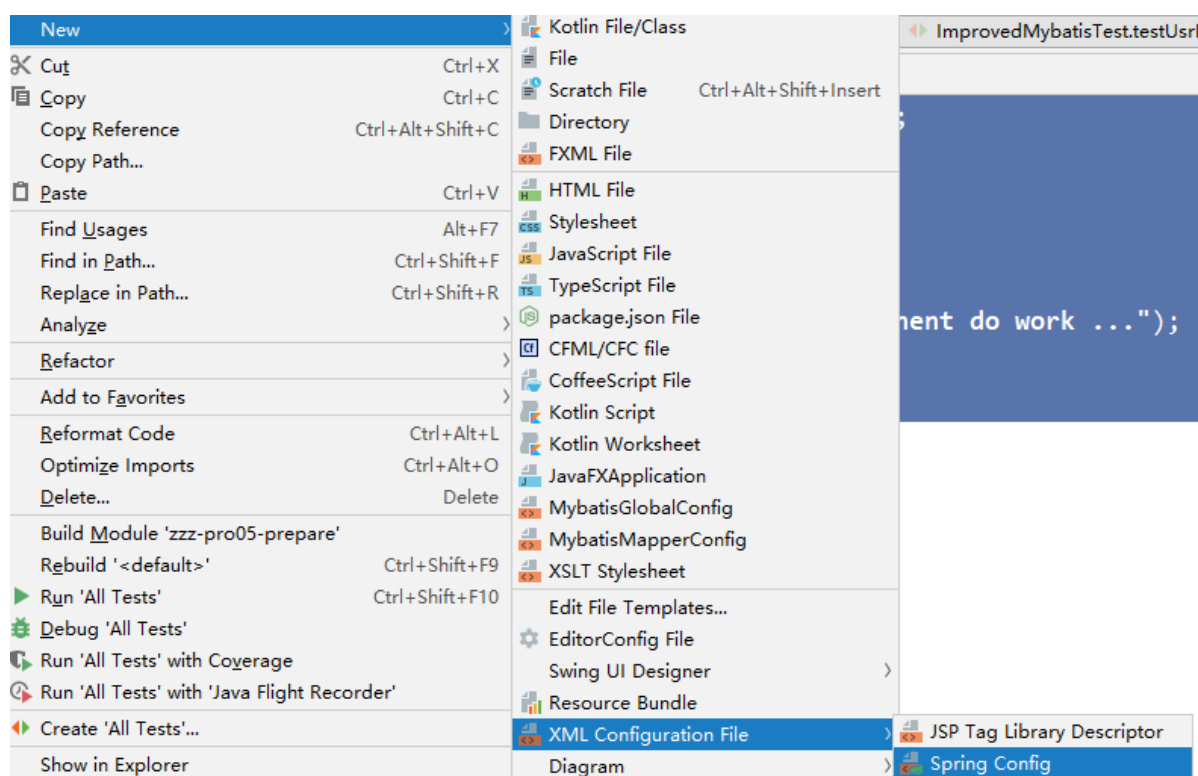 New
Cut Ctrl+X
Copy Ctrl+C
Copy Reference Ctrl+Alt+Shift+C
Copy Path...
Paste Ctrl+V
Find Usages Alt+F7
Find in Path... Ctrl+Shift+F
Replace in Path... Ctrl+Shift+R
Analyze
Refactor
Add to Favorites
Reformat Code Ctrl+Alt+L
Optimize Imports Ctrl+Alt+O
Delete... Delete
Build Module 'zzz-pro05-prepare'
Rebuild '<default>' Ctrl+Shift+F9
Run 'All Tests' Ctrl+Shift+F10
Debug 'All Tests'
Run 'All Tests' with Coverage
Run 'All Tests' with 'Java Flight Recorder'
Create 'All Tests'...
Show in Explorer
Kotlin File/Class
File
Scratch File Ctrl+Alt+Shift+Insert
Directory
FXML File
HTML File
Stylesheet
JavaScript File
TypeScript File
package.json File
CFML/CFC file
CoffeeScript File
Kotlin Script
Kotlin Worksheet
JavaFXApplication
MybatisGlobalConfig
MybatisMapperConfig
XSLT Stylesheet
Edit File Templates...
EditorConfig File
Swing UI Designer
Resource Bundle
XML Configuration File
Diagram
ImprovedMybatisTest.testUsr
;
nent do work ...");
JSP Tag Library Descriptor
Spring Config